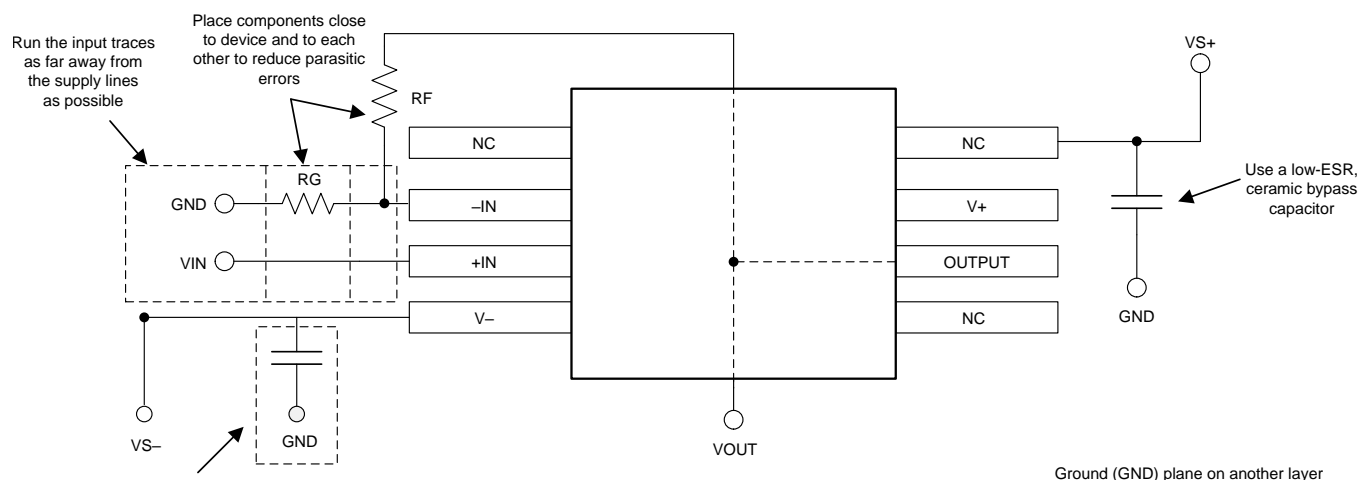 Place components close
to device and to each
other to reduce parasitic
errors
Run the input traces
as far away from
the supply lines
as possible
VS+
RF
NC
NC
Use a low-ESR,
ceramic bypass
capacitor
RG
GND
–IN
V+
VIN
+IN
OUTPUT
V–
NC
GND
VS–
GND
VOUT
Ground (GND) plane on another layer